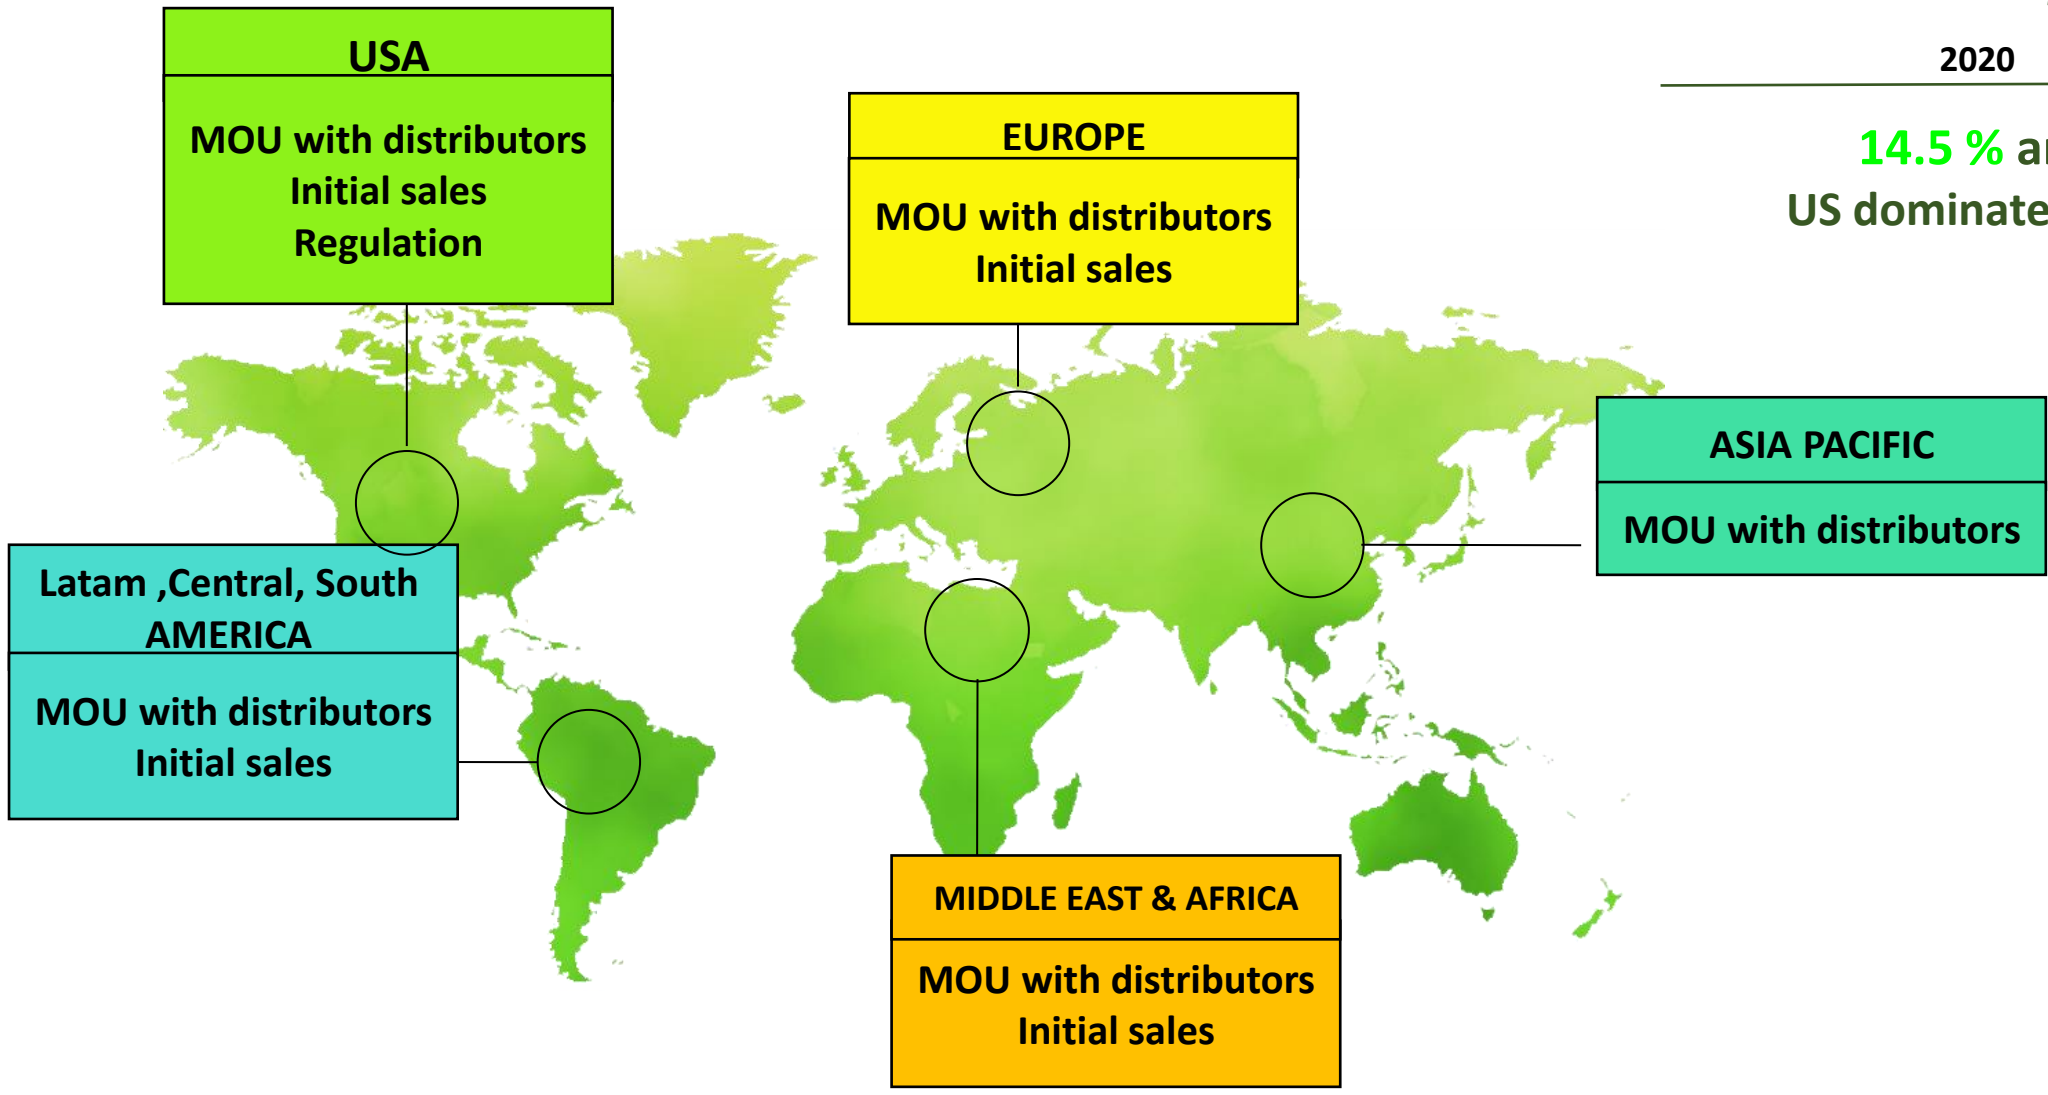 USA
MOU with distributors
Initial sales
Regulation
EUROPE
MOU with distributors
Initial sales
2020
14.5 %
US
ASIA PACIFIC
MOU with distributors
Latam ,Central, South
AMERICA
MOU with distributors
Initial sales
MIDDLE EAST & AFRICA
MOU with distributors
Initial sales